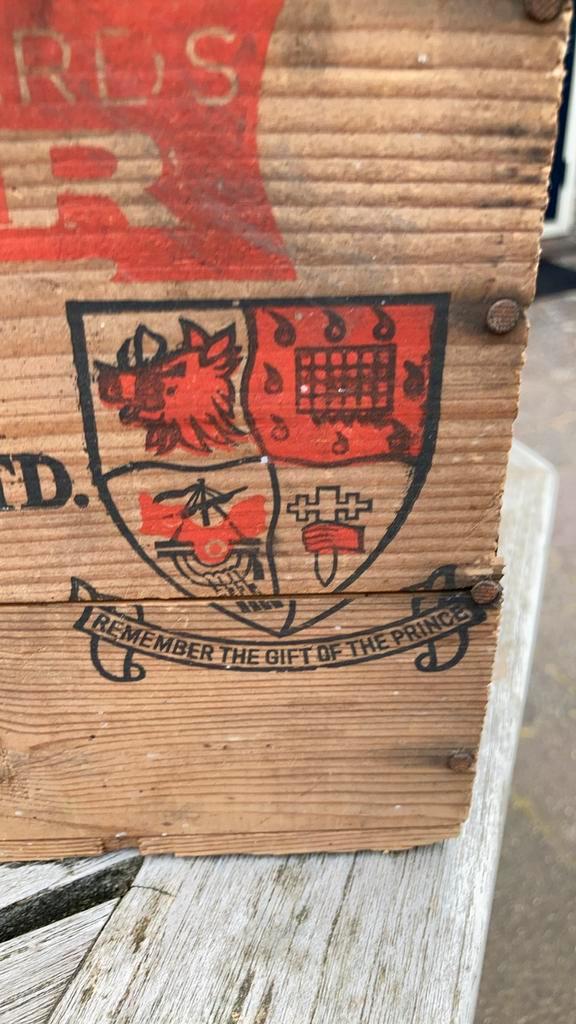 RDS
R
TD.
REMEMBER THE GIFT OF THE PRINCE